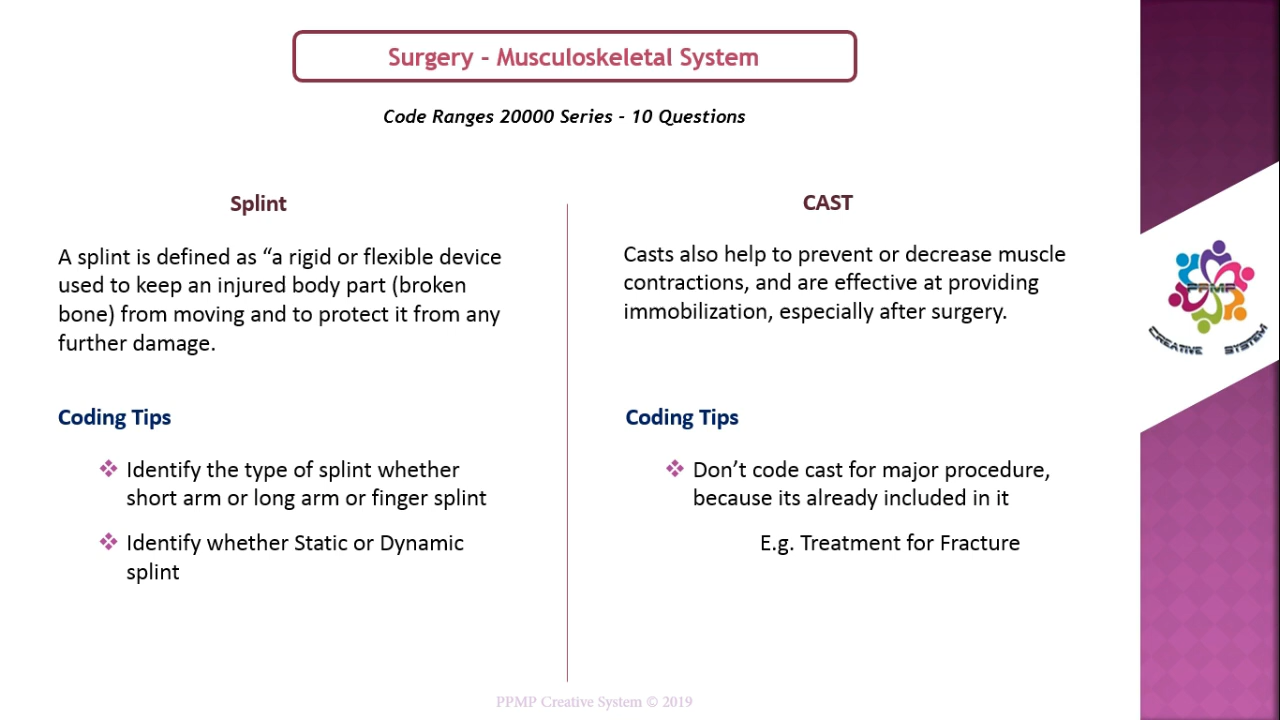 Surgery - Musculoskeletal System
Code Ranges 20000 Series - 10 Questions
Splint
A splint is defined as “a rigid or flexible device
used to keep an injured body part (broken
bone) from moving and to protect it from any
further damage.
Coding Tips
Identify the type of splint whether
short arm or long arm or finger splint
Identify whether Static or Dynamic
splint
CAST
Casts also help to prevent or decrease muscle
contractions, and are effective at providing
immobilization, especially after surgery.
Coding Tips
Don’t code cast for major procedure,
because its already included in it
E.g. Treatment for Fracture
PPMP
CREATIVE SYSTEM
PPMP Creative System © 2019